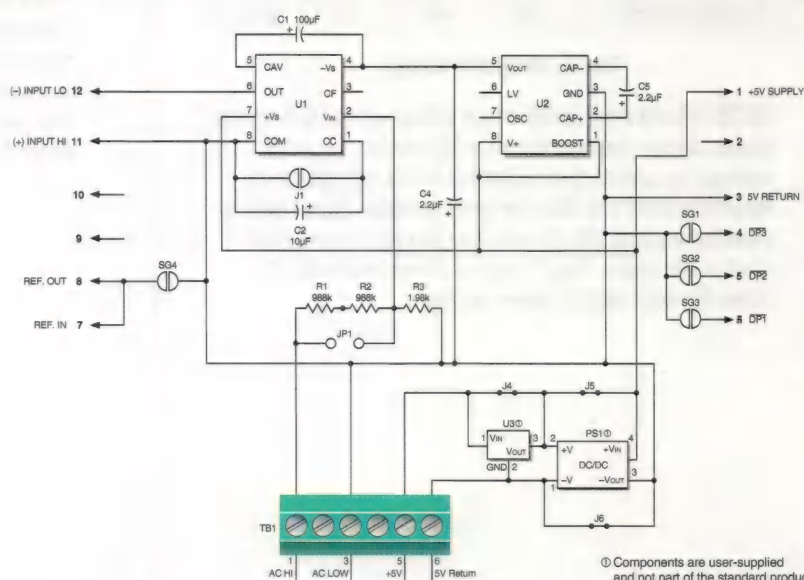 C1 100µF
+
5 CAV –Vs 4
6 OUT CF 3
U1
7 +Vs VIN 2
8 COM CC 1
(–) INPUT LO 12
(+) INPUT HI 11
10
9
REF. OUT 8
REF. IN 7
SG4
J1
+
C2
10µF
5 VOUT CAP– 4
6 LV GND 3
U2
7 OSC CAP+ 2
8 V+ BOOST 1
C5
2.2µF
+
C4
2.2µF
+
1 +5V SUPPLY
2
3 5V RETURN
SG1
4 DP3
SG2
5 DP2
SG3
6 DP1
R1
988k
R2
988k
R3
1.98k
JP1
J4
J5
U3①
1 VIN 3
VOUT
GND 2
PS1①
2 +V +VIN 4
DC/DC
1 –V –VOUT 3
J6
TB1
1 3 5 6
AC HI AC LOW +5V 5V Return
① Components are user-supplied
and not part of the standard product